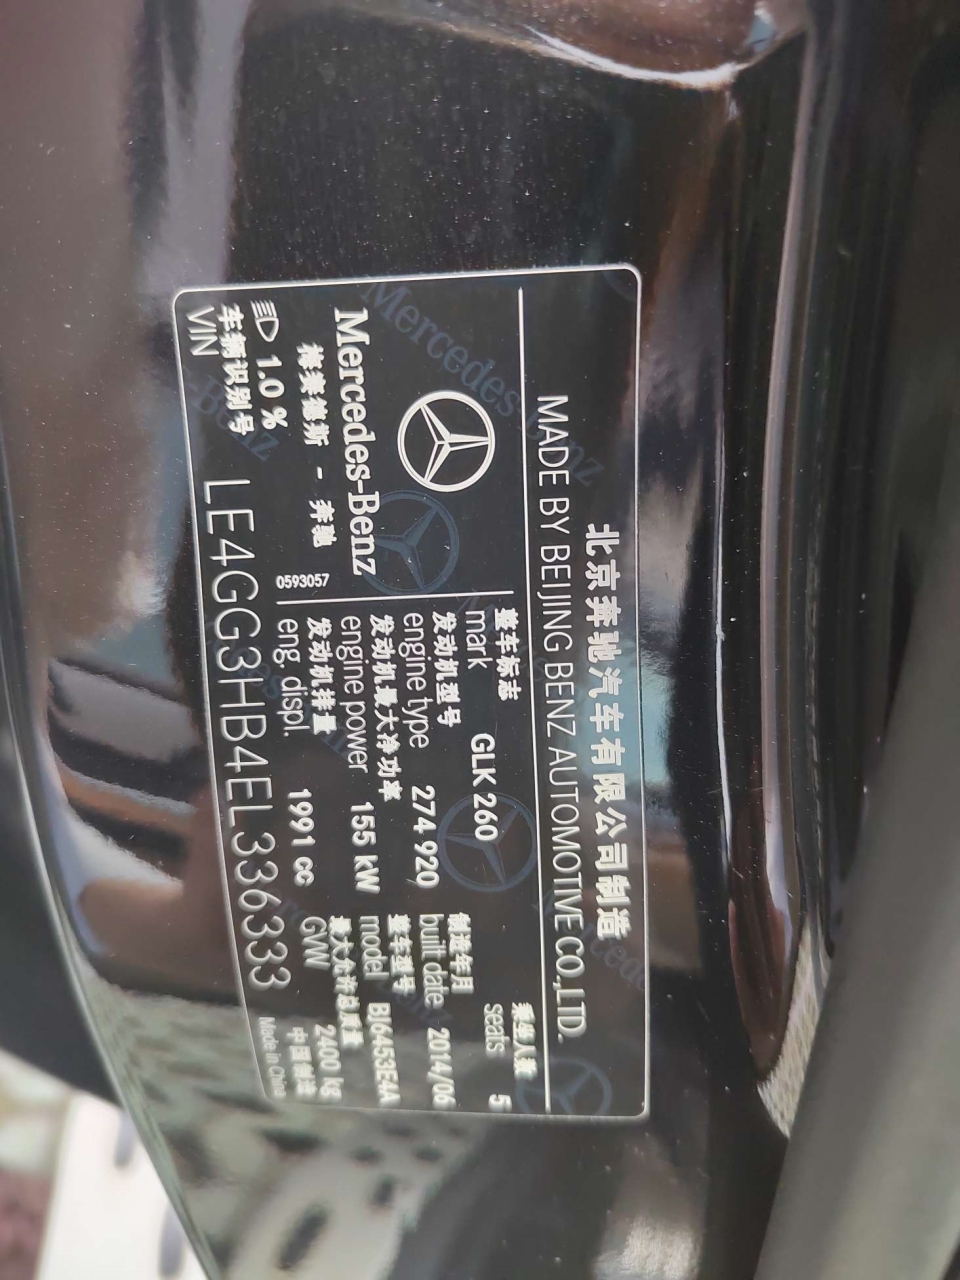 北京奔驰汽车有限公司制造
MADE BY BEIJING BENZ AUTOMOTIVE CO.,LTD.
Mercedes-Benz
梅赛德斯 - 奔驰
1.0 %
0593057
整车标志
mark GLK 260
乘坐人数
seats 5
发动机型号
engine type 274 920
制造年月
built date 2014/06
发动机最大净功率
engine power 155 kW
整车型号
model BJ6453E4A
发动机排量
eng. displ. 1991 cc
最大允许总质量
GVW 2400 kg
车辆识别号
VIN LE4GG3HB4EL336333
中国制造
Made in China